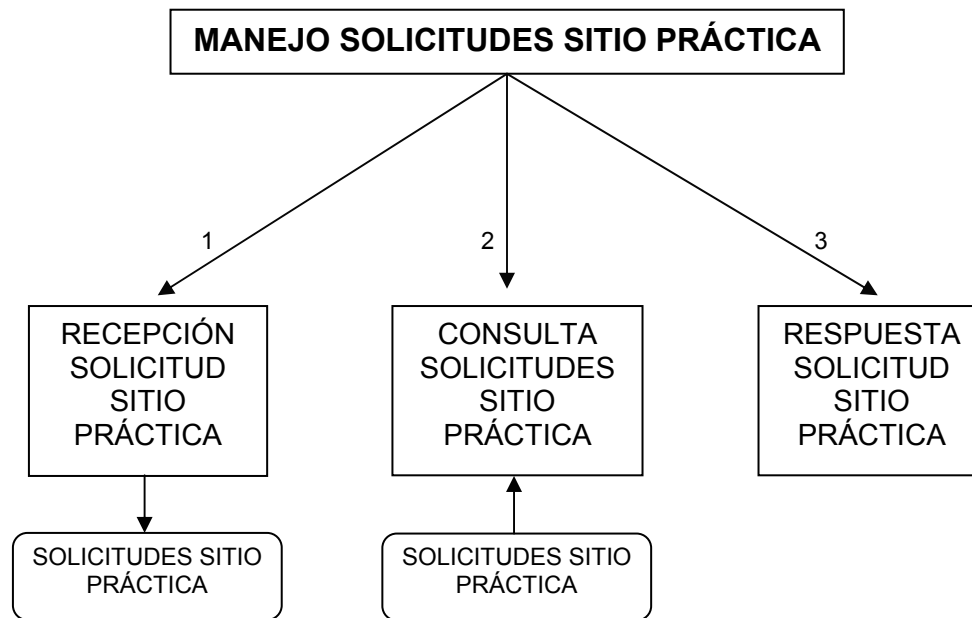 MANEJO SOLICITUDES SITIO PRÁCTICA
1
2
3
RECEPCIÓN
SOLICITUD
SITIO
PRÁCTICA
CONSULTA
SOLICITUDES
SITIO
PRÁCTICA
RESPUESTA
SOLICITUD
SITIO
PRÁCTICA
SOLICITUDES SITIO
PRÁCTICA
SOLICITUDES SITIO
PRÁCTICA